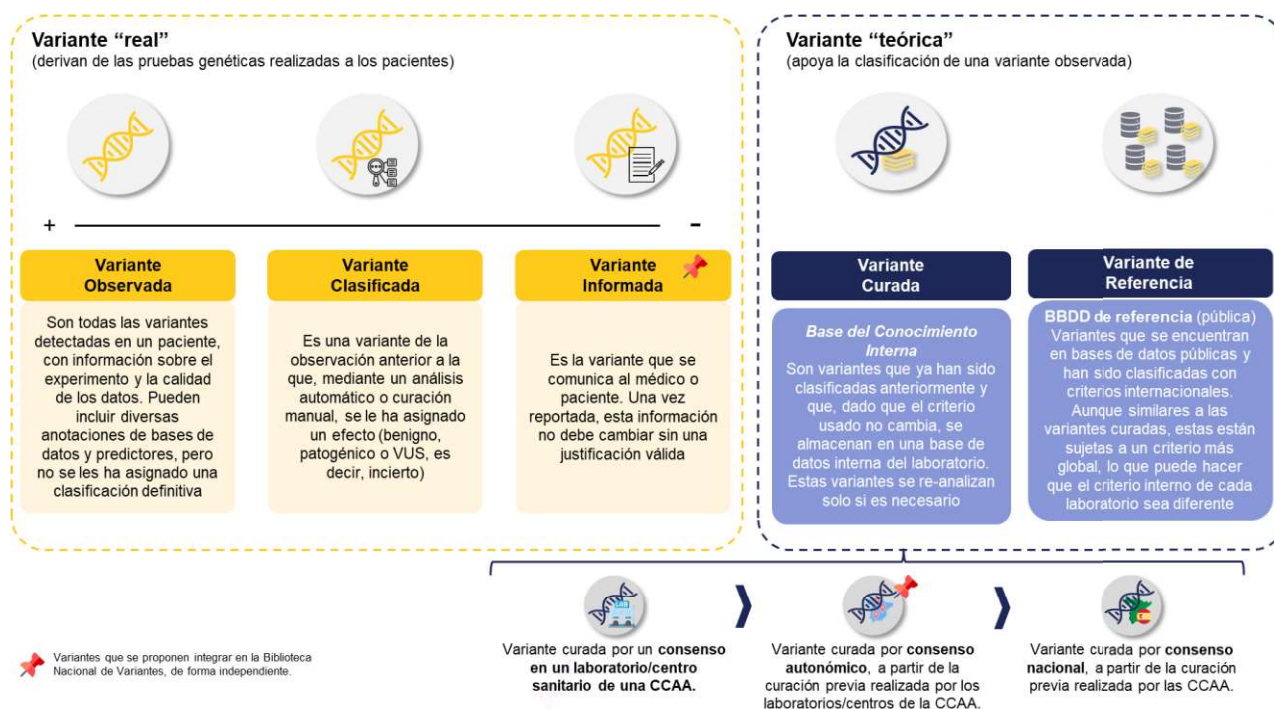 Variante “real”
(derivan de las pruebas genéticas realizadas a los pacientes)
+
-
Variante
Observada
Son todas las variantes
detectadas en un paciente,
con información sobre el
experimento y la calidad
de los datos. Pueden
incluir diversas
anotaciones de bases de
datos y predictores, pero
no se les ha asignado una
clasificación definitiva
Variante
Clasificada
Es una variante de la
observación anterior a la
que, mediante un análisis
automático o curación
manual, se le ha asignado
un efecto (benigno,
patogénico o VUS, es
decir, incierto)
Variante
Informada
Es la variante que se
comunica al médico o
paciente. Una vez
reportada, esta información
no debe cambiar sin una
justificación válida
Variante “teórica”
(apoya la clasificación de una variante observada)
Variante
Curada
Base del Conocimiento
Interna
Son variantes que ya han sido
clasificadas anteriormente y
que, dado que el criterio
usado no cambia, se
almacenan en una base de
datos interna del laboratorio.
Estas variantes se re-analizan
solo si es necesario
Variante de
Referencia
BBDD de referencia (pública)
Variantes que se encuentran
en bases de datos públicas y
han sido clasificadas con
criterios internacionales.
Aunque similares a las
variantes curadas, estas están
sujetas a un criterio más
global, lo que puede hacer
que el criterio interno de cada
laboratorio sea diferente
LAB
Variante curada por un consenso
en un laboratorio/centro
sanitario de una CCAA.
Variante curada por consenso
autonómico, a partir de la
curación previa realizada por los
laboratorios/centros de la CCAA.
Variante curada por consenso
nacional, a partir de la curación
previa realizada por las CCAA.
Variantes que se proponen integrar en la Biblioteca
Nacional de Variantes, de forma independiente.